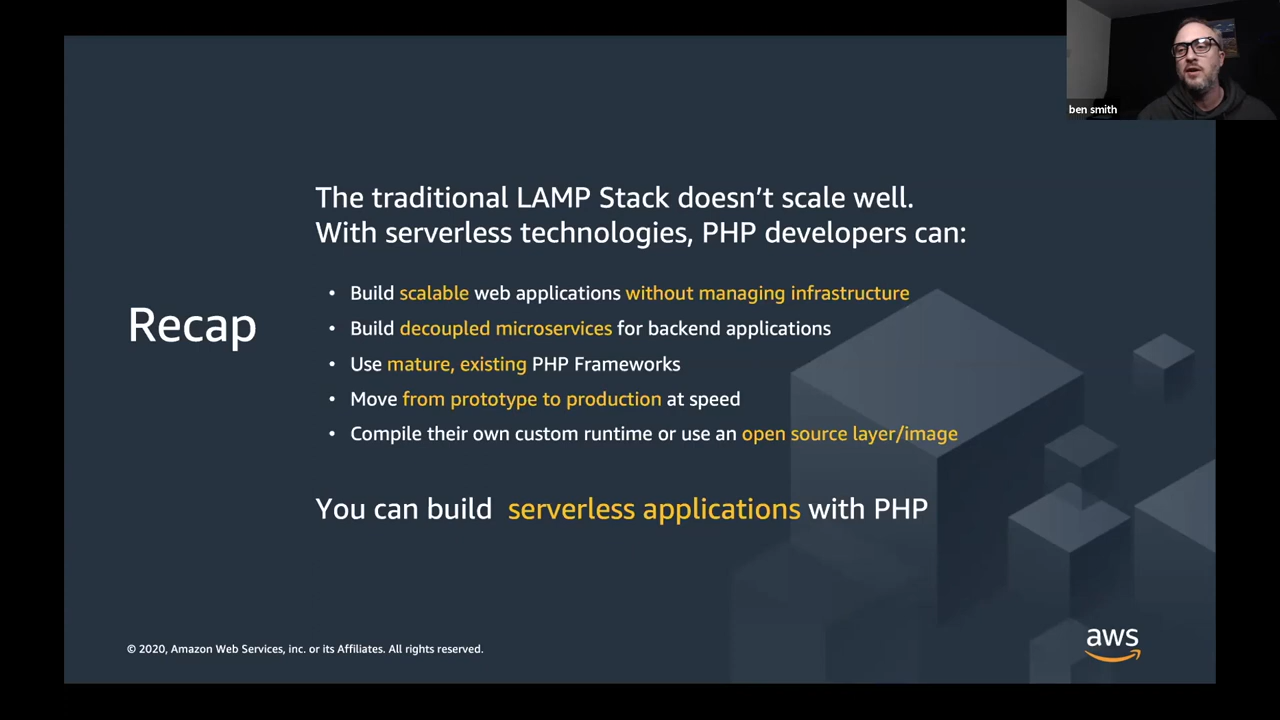 ben smith
The traditional LAMP Stack doesn’t scale well.
With serverless technologies, PHP developers can:
Recap
• Build scalable web applications without managing infrastructure
• Build decoupled microservices for backend applications
• Use mature, existing PHP Frameworks
• Move from prototype to production at speed
• Compile their own custom runtime or use an open source layer/image
You can build serverless applications with PHP
© 2020, Amazon Web Services, inc. or its Affiliates. All rights reserved.
aws